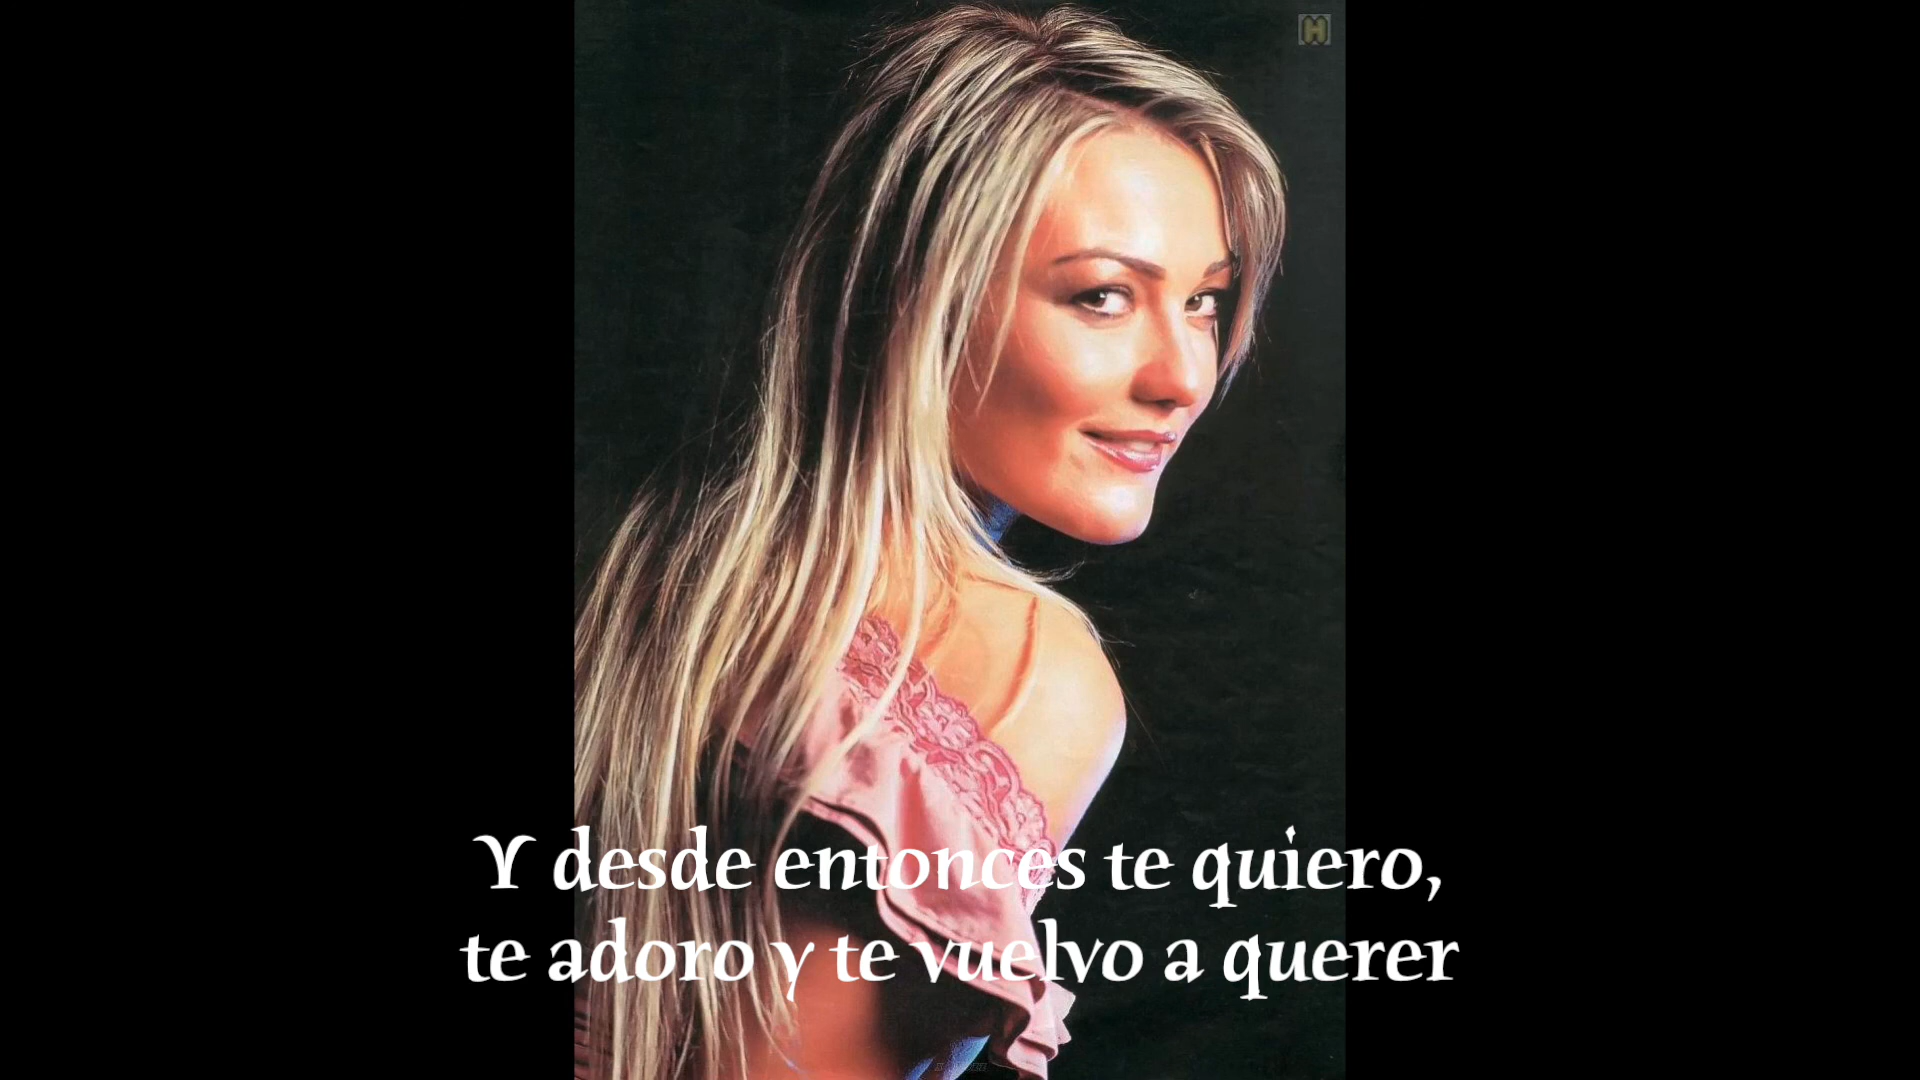 Y desde entonces te quiero,
te adoro y te vuelvo a querer